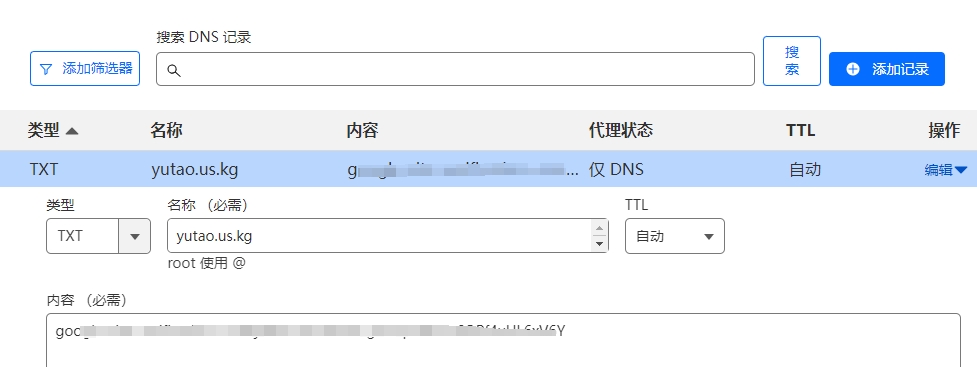 搜索 DNS 记录
添加筛选器
搜索
添加记录
类型 名称 内容 代理状态 TTL 操作
TXT yutao.us.kg ... 仅 DNS 自动 编辑
类型 名称 （必需） TTL
TXT yutao.us.kg 自动
root 使用 @
内容 （必需）